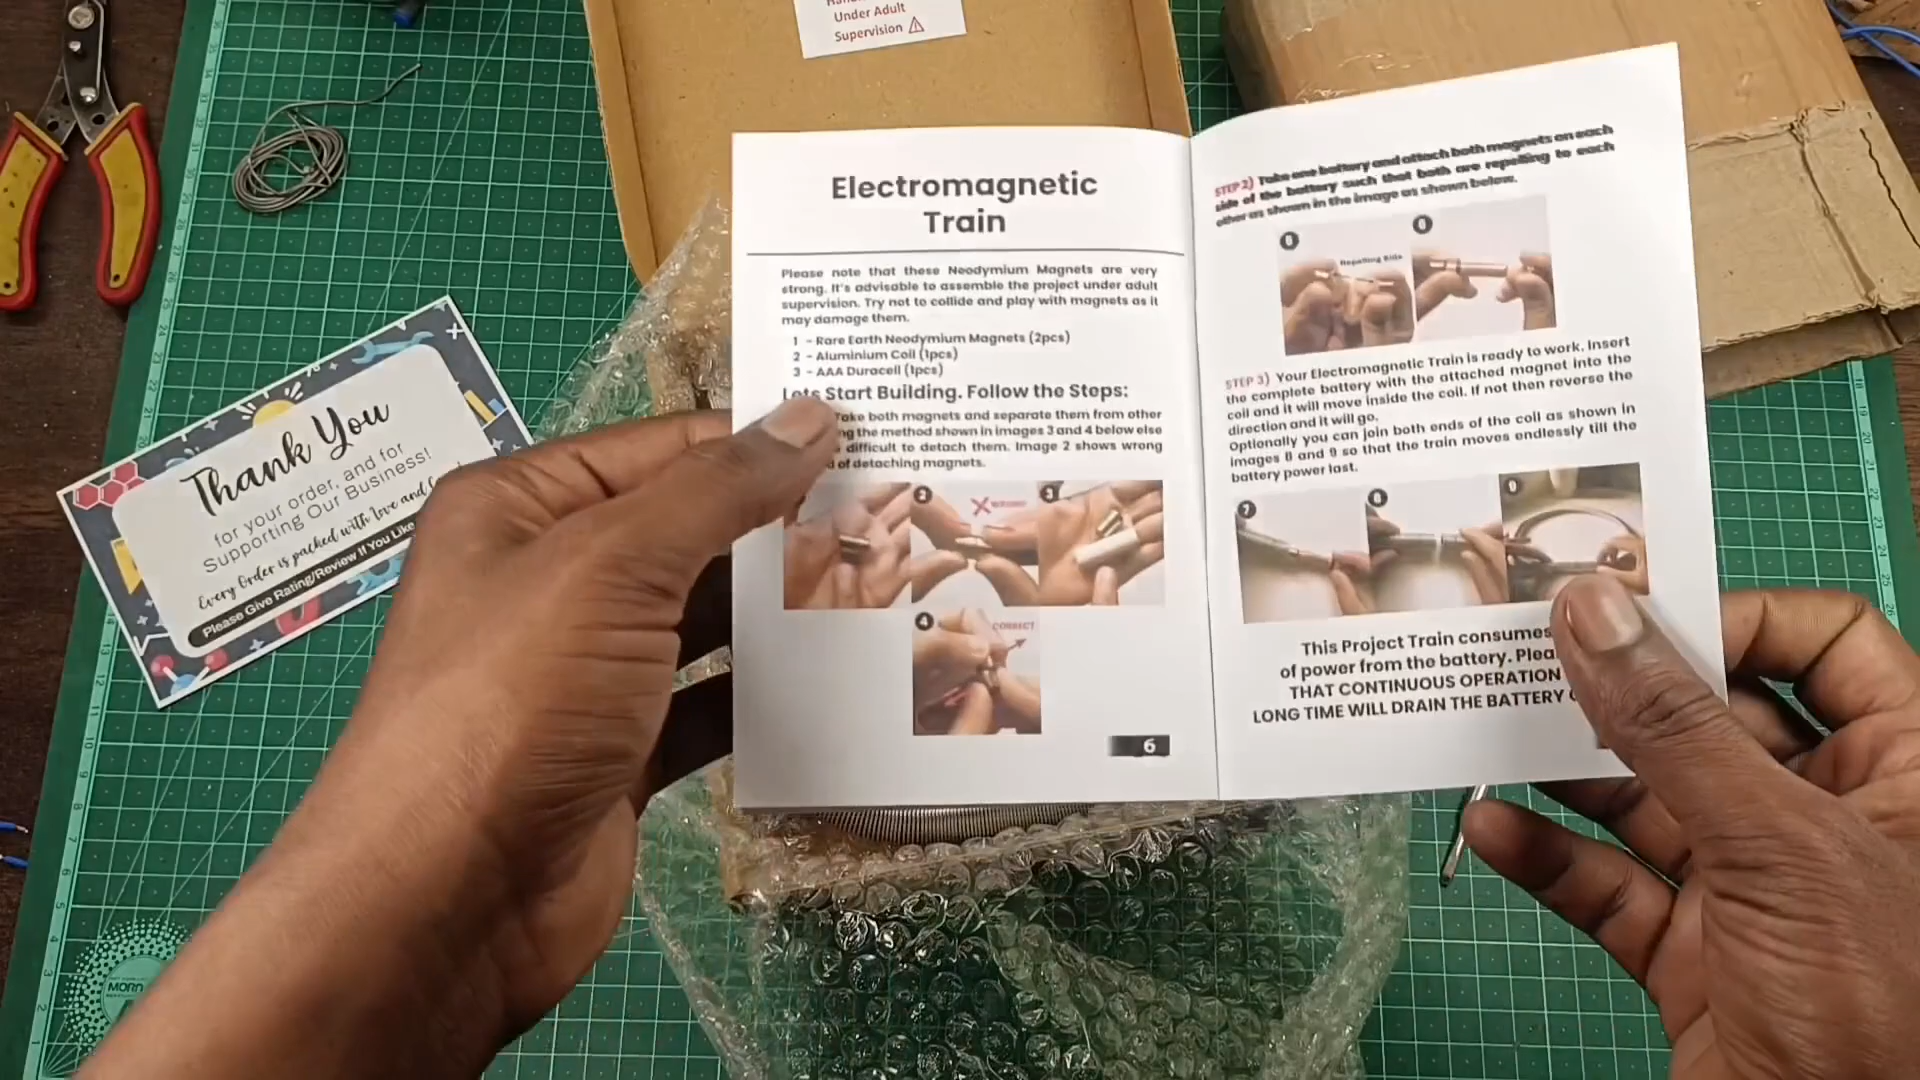 Under Adult
Supervision
Electromagnetic
Train
Please note that these Neodymium Magnets are very
strong. It's advisable to assemble the project under adult
supervision. Try not to collide and play with magnets as it
may damage them.
1 - Rare Earth Neodymium Magnets (2pcs)
2 - Aluminium Coil (1pcs)
3 - AAA Duracell (1pcs)
Lets Start Building. Follow the Steps:
Take both magnets and separate them from other
the method shown in images 3 and 4 below else
difficult to detach them. Image 2 shows wrong
of detaching magnets.
2
3
4
CORRECT
6
STEP 2) Take one battery and attach both magnets on each
side of the battery such that both are repelling to each
other as shown in the image as shown below.
Repelling Side
STEP 3) Your Electromagnetic Train is ready to work. Insert
the complete battery with the attached magnet into the
coil and it will move inside the coil. If not then reverse the
direction and it will go.
Optionally you can join both ends of the coil as shown in
images 8 and 9 so that the train moves endlessly till the
battery power last.
7
8
9
This Project Train consumes
of power from the battery.
THAT CONTINUOUS OPERATION
LONG TIME WILL DRAIN THE BATTERY
Thank You
for your order, and for
Supporting Our Business!
Every Order is packed with love and
Please Give Rating/Review If You Like
MORN